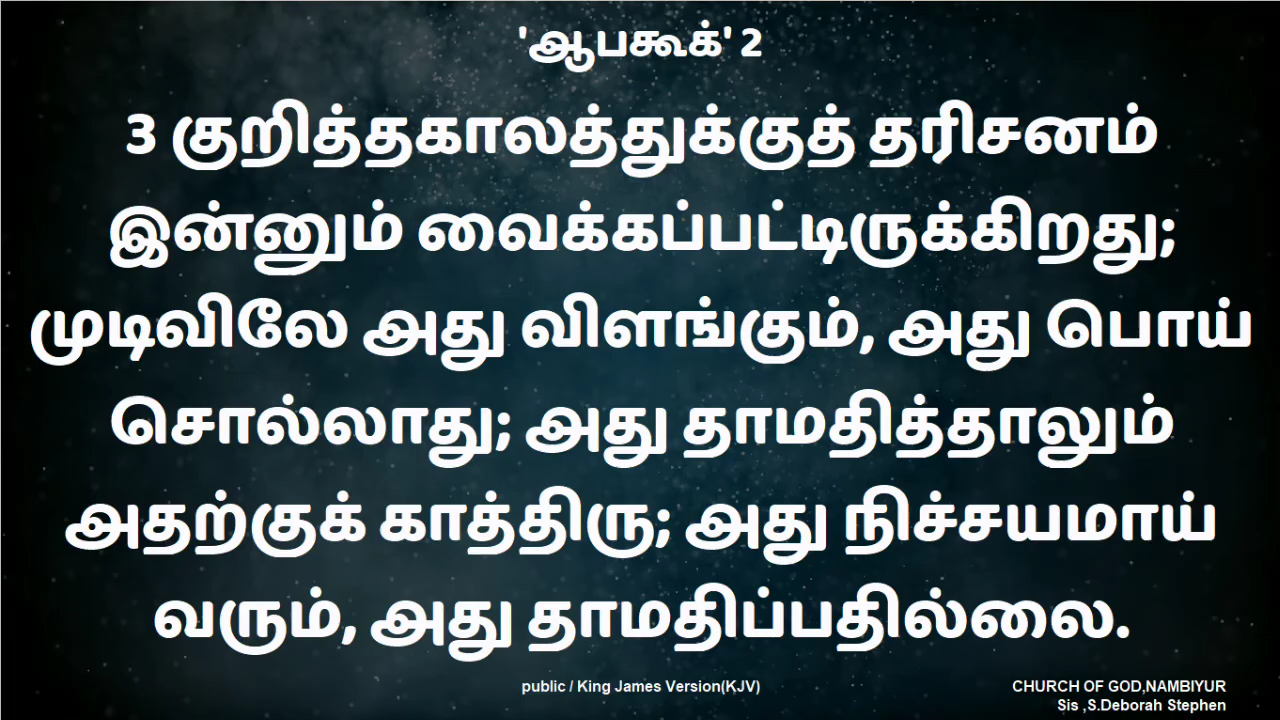 'ஆபகூக்' 2
3 குறித்தகாலத்துக்குத் தரிசனம்
இன்னும் வைக்கப்பட்டிருக்கிறது;
முடிவிலே அது விளங்கும், அது பொய்
சொல்லாது; அது தாமதித்தாலும்
அதற்குக் காத்திரு; அது நிச்சயமாய்
வரும், அது தாமதிப்பதில்லை.
public / King James Version(KJV)
CHURCH OF GOD,NAMBIYUR
Sis ,S.Deborah Stephen